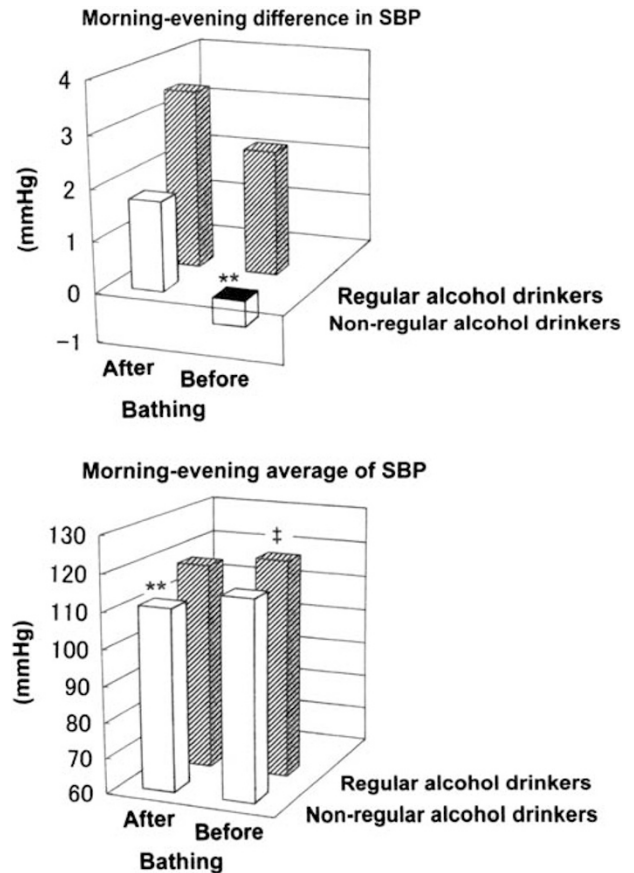 Morning-evening difference in SBP
4
3
2
1
0
-1
(mmHg)
**
Regular alcohol drinkers
Non-regular alcohol drinkers
After Before
Bathing
Morning-evening average of SBP
130
120
110
100
90
80
70
60
(mmHg)
**
‡
Regular alcohol drinkers
Non-regular alcohol drinkers
After Before
Bathing